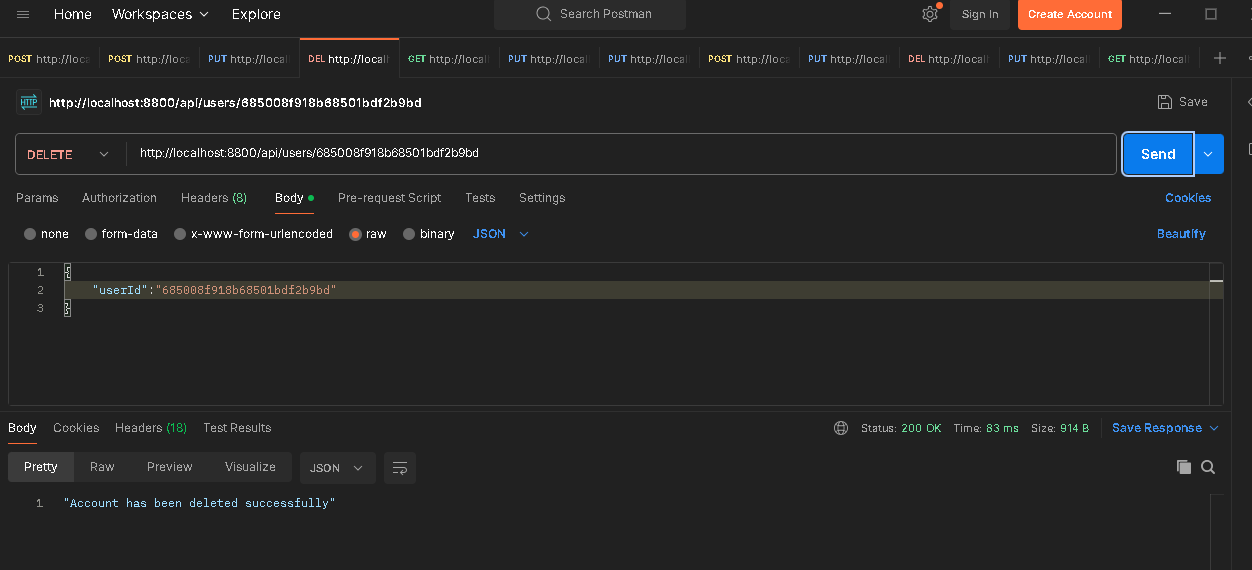 Home Workspaces Explore Search Postman Sign In Create Account
POST http://loca POST http://loca PUT http://local DEL http://local GET http://local PUT http://local PUT http://local POST http://loca PUT http://local DEL http://local PUT http://local GET http://local
HTTP http://localhost:8800/api/users/685008f918b68501bdf2b9bd Save
DELETE http://localhost:8800/api/users/685008f918b68501bdf2b9bd Send
Params Authorization Headers (8) Body Pre-request Script Tests Settings Cookies
none form-data x-www-form-urlencoded raw binary JSON Beautify
1 {
2 "userId":"685008f918b68501bdf2b9bd"
3 }
Body Cookies Headers (18) Test Results Status: 200 OK Time: 83 ms Size: 914 B Save Response
Pretty Raw Preview Visualize JSON
1 "Account has been deleted successfully"